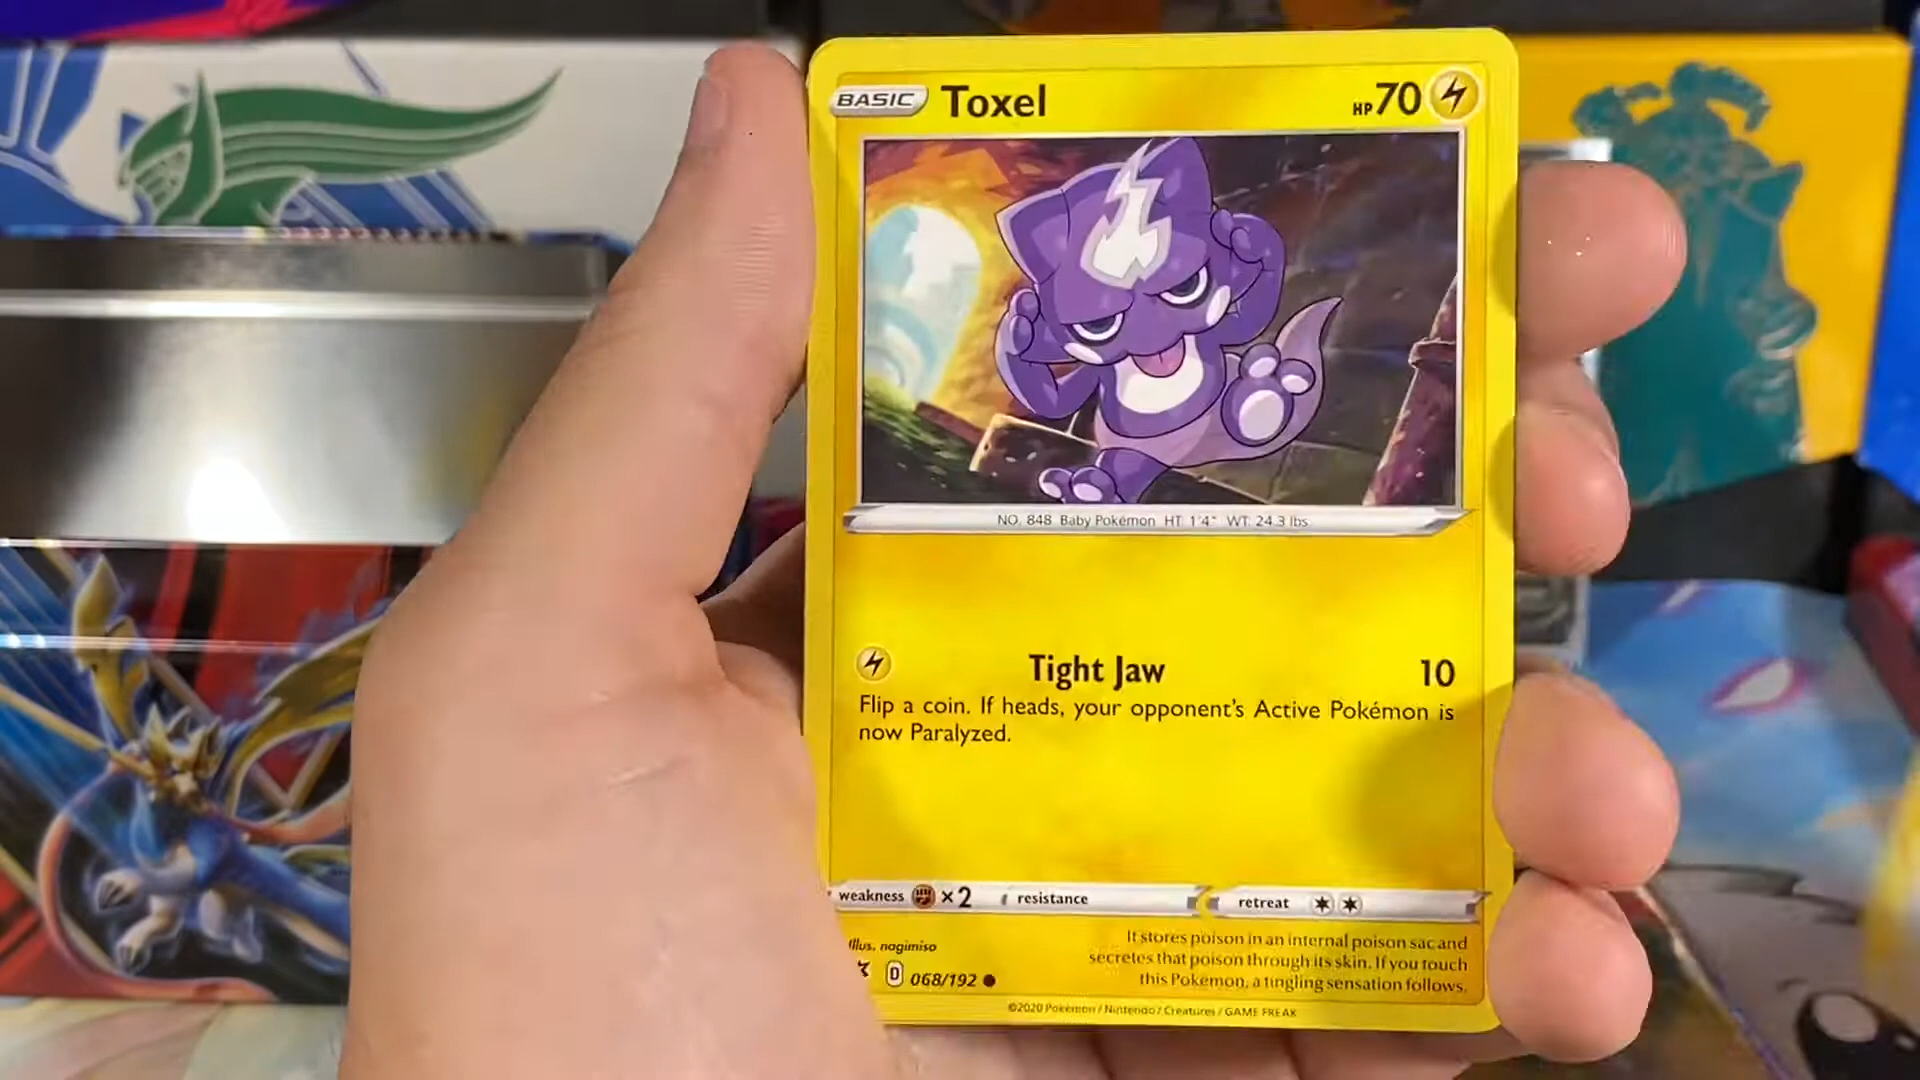 BASIC Toxel HP 70
NO. 848 Baby Pokémon HT: 1'4" WT: 24.3 lbs
Tight Jaw 10
Flip a coin. If heads, your opponent's Active Pokémon is
now Paralyzed.
weakness ×2 resistance retreat
Illus. nagimiso
D 068/192
It stores poison in an internal poison sac and
secretes that poison through its skin. If you touch
this Pokémon, a tingling sensation follows.
©2020 Pokémon / Nintendo / Creatures / GAME FREAK